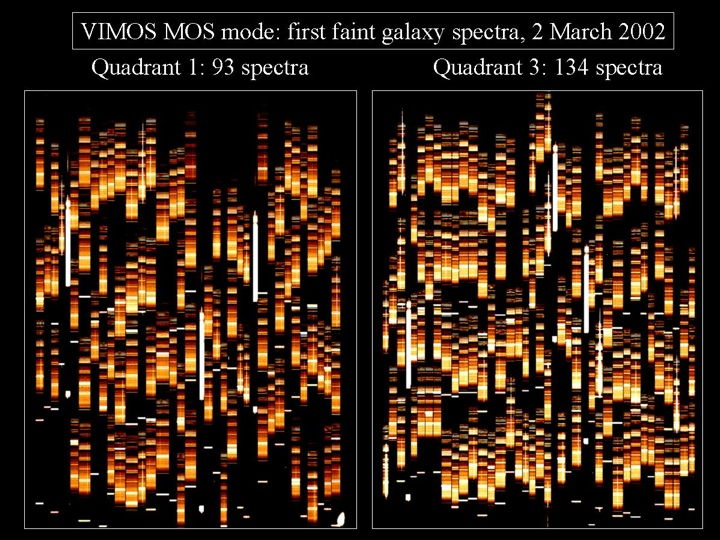 VIMOS MOS mode: first faint galaxy spectra, 2 March 2002
Quadrant 1: 93 spectra
Quadrant 3: 134 spectra